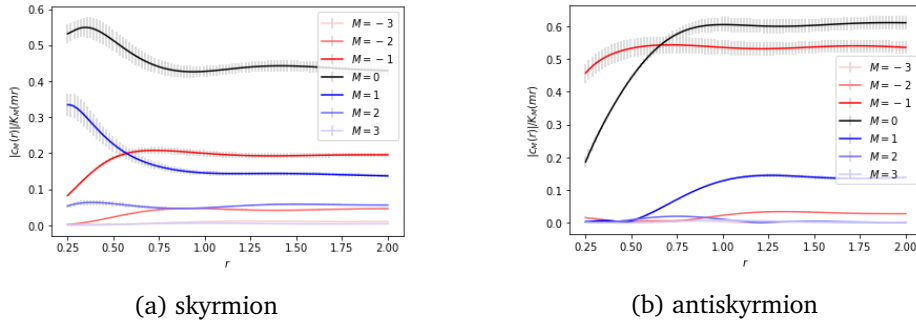 0.6
0.5
0.4
0.3
0.2
0.1
0.0
|c_M(r)|/K_M(mr)
0.25 0.50 0.75 1.00 1.25 1.50 1.75 2.00
r
M = − 3
M = − 2
M = − 1
M = 0
M = 1
M = 2
M = 3
(a) skyrmion
0.6
0.5
0.4
0.3
0.2
0.1
0.0
|c_M(r)|/K_M(mr)
0.25 0.50 0.75 1.00 1.25 1.50 1.75 2.00
r
M = − 3
M = − 2
M = − 1
M = 0
M = 1
M = 2
M = 3
(b) antiskyrmion